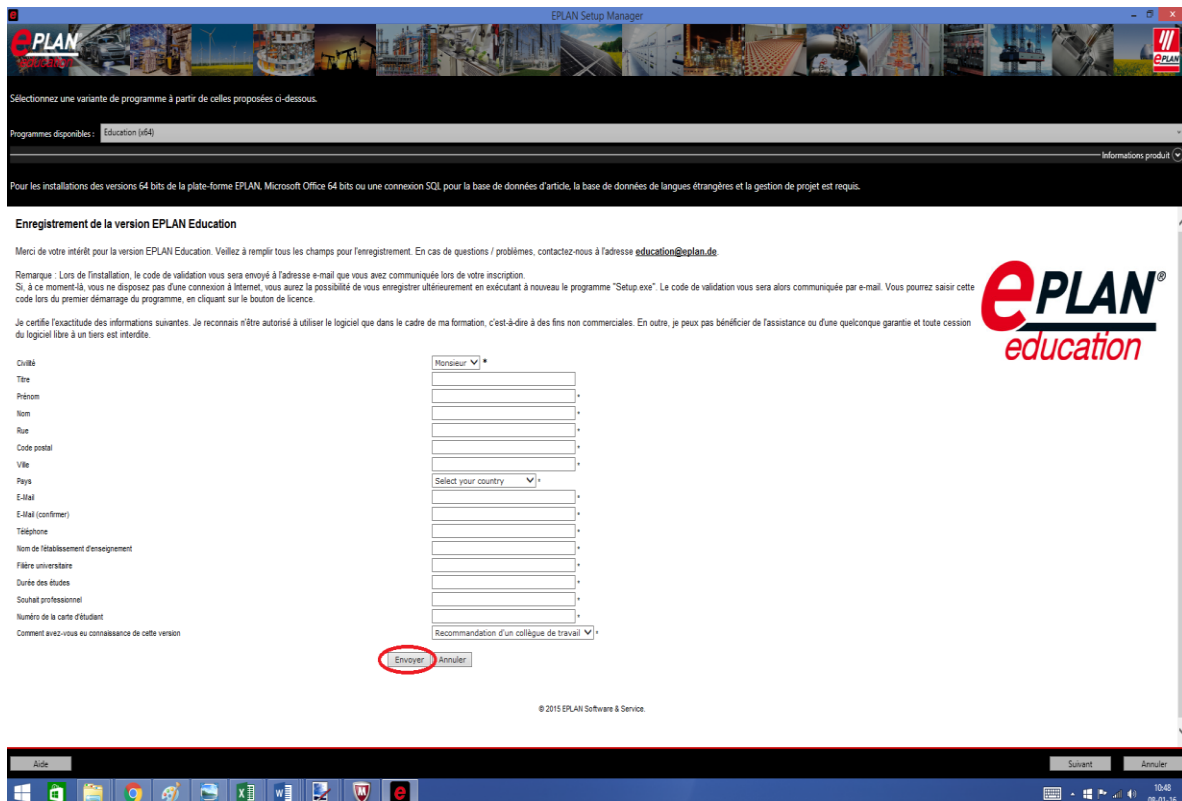 EPLAN Setup Manager
ePLAN
education
ePLAN
Sélectionnez une variante de programme à partir de celles proposées ci-dessous.
Programmes disponibles : Education (x64)
Informations produit
Pour les installations des versions 64 bits de la plate-forme EPLAN, Microsoft Office 64 bits ou une connexion SQL pour la base de données d'article, la base de données de langues étrangères et la gestion de projet est requis.
Enregistrement de la version EPLAN Education
Merci de votre intérêt pour la version EPLAN Education. Veillez à remplir tous les champs pour l'enregistrement. En cas de questions / problèmes, contactez-nous à l'adresse education@eplan.de.
Remarque : Lors de l'installation, le code de validation vous sera envoyé à l'adresse e-mail que vous avez communiquée lors de votre inscription.
Si, à ce moment-là, vous ne disposez pas d'une connexion à Internet, vous aurez la possibilité de vous enregistrer ultérieurement en exécutant à nouveau le programme "Setup.exe". Le code de validation vous sera alors communiquée par e-mail. Vous pourrez saisir cette
code lors du premier démarrage du programme, en cliquant sur le bouton de licence.
Je certifie l'exactitude des informations suivantes. Je reconnais n'être autorisé à utiliser le logiciel que dans le cadre de ma formation, c'est-à-dire à des fins non commerciales. En outre, je peux pas bénéficier de l'assistance ou d'une quelconque garantie et toute cession
du logiciel libre à un tiers est interdite.
ePLAN®
education
Civilité Monsieur *
Titre
Prénom *
Nom *
Rue *
Code postal *
Ville *
Pays Select your country *
E-Mail *
E-Mail (confirmer) *
Téléphone *
Nom de l'établissement d'enseignement *
Filière universitaire *
Durée des études *
Souhait professionnel *
Numéro de la carte d'étudiant *
Comment avez-vous eu connaissance de cette version Recommandation d'un collègue de travail *
Envoyer Annuler
© 2015 EPLAN Software & Service.
Aide Suivant Annuler
10:48
08-01-16